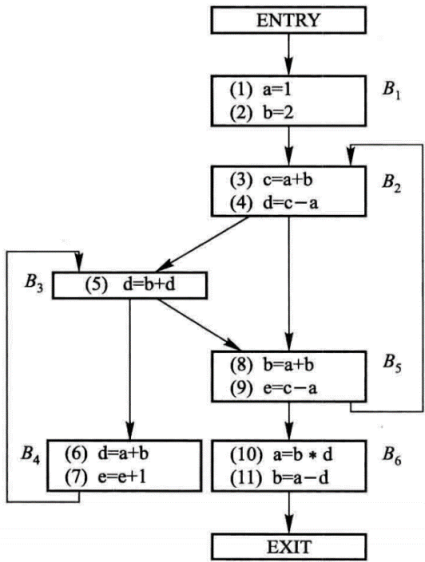 ENTRY
(1) a=1
(2) b=2
B1
(3) c=a+b
(4) d=c−a
B2
B3
(5) d=b+d
(8) b=a+b
(9) e=c−a
B5
B4
(6) d=a+b
(7) e=e+1
(10) a=b * d
(11) b=a−d
B6
EXIT